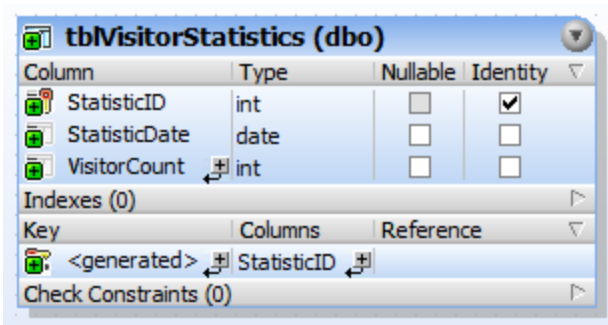 tblVisitorStatistics (dbo)
Column Type Nullable Identity
StatisticID int
StatisticDate date
VisitorCount int
Indexes (0)
Key Columns Reference
<generated> StatisticID
Check Constraints (0)